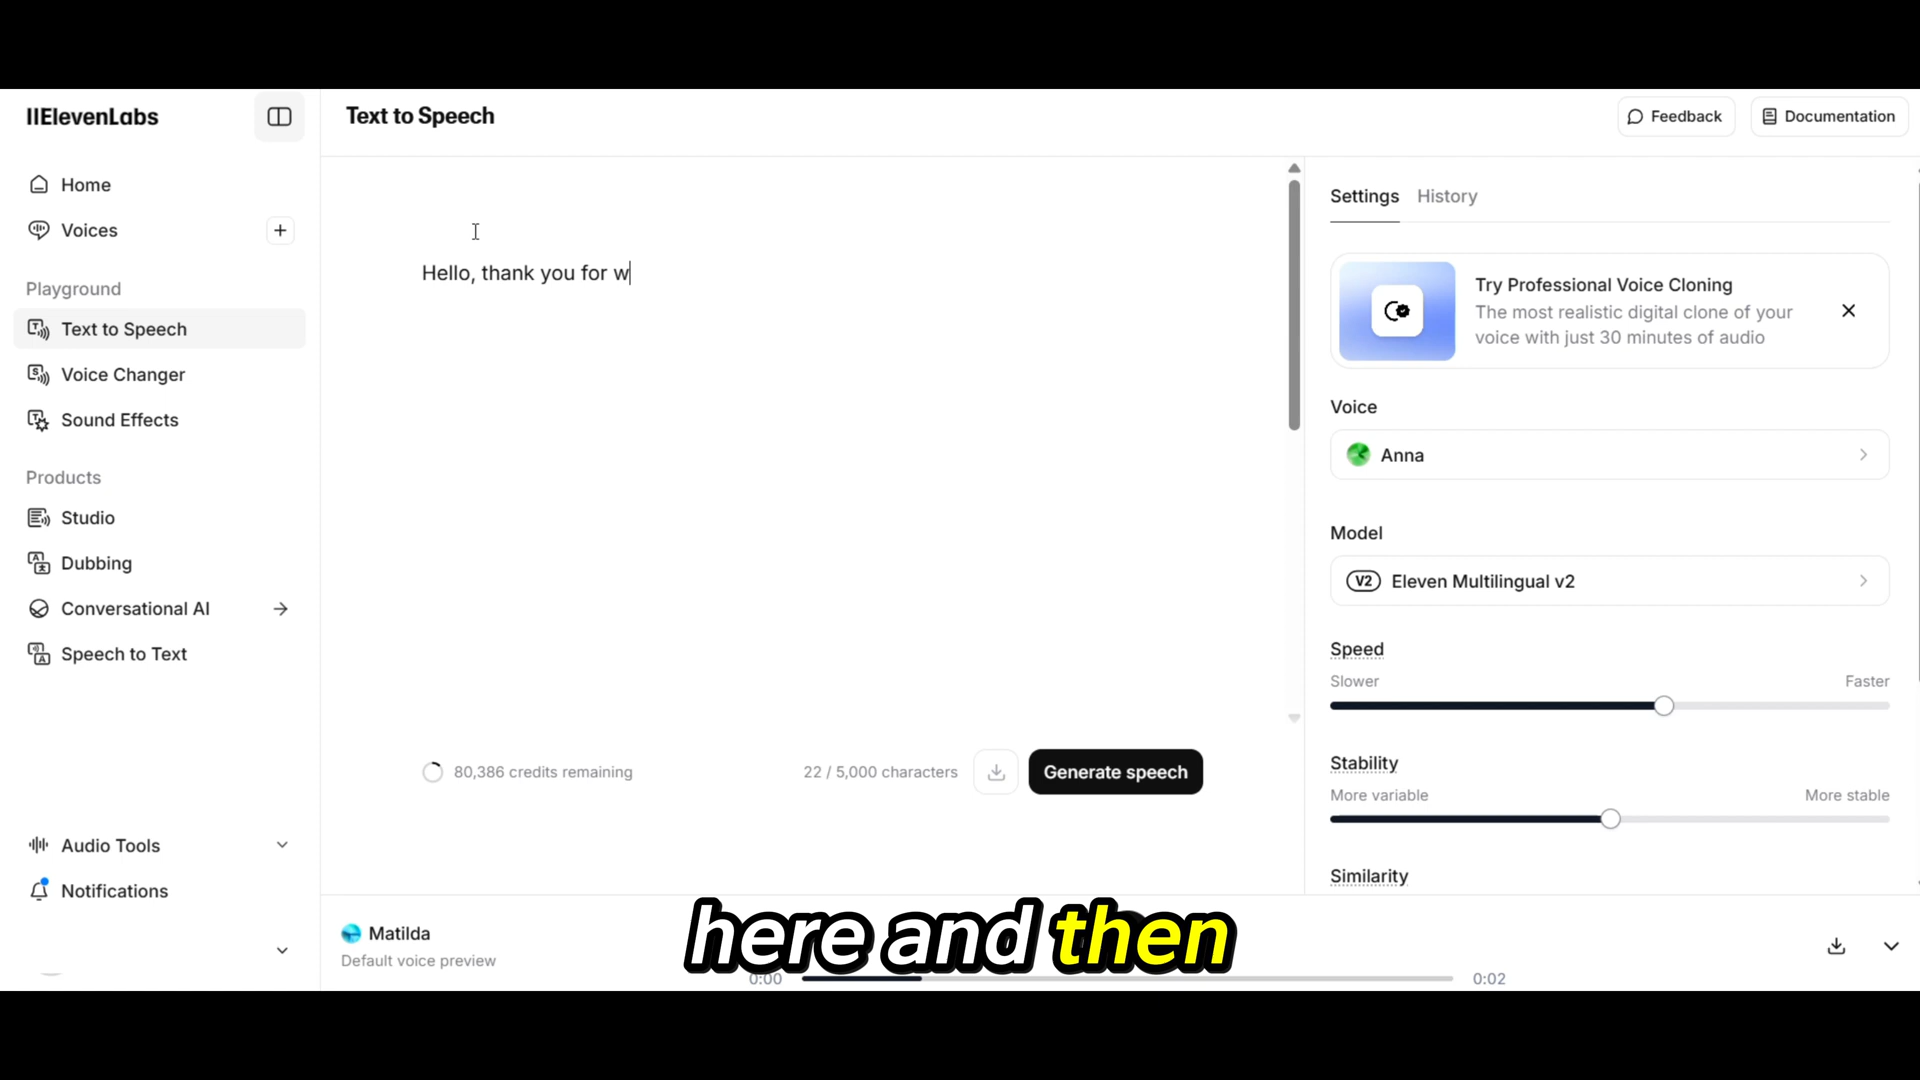 IIElevenLabs
Text to Speech
Feedback
Documentation
Home
Voices
Playground
Text to Speech
Voice Changer
Sound Effects
Products
Studio
Dubbing
Conversational AI
Speech to Text
Audio Tools
Notifications
Hello, thank you for w
80,386 credits remaining
22 / 5,000 characters
Generate speech
Settings
History
Try Professional Voice Cloning
The most realistic digital clone of your
voice with just 30 minutes of audio
Voice
Anna
Model
V2 Eleven Multilingual v2
Speed
Slower
Faster
Stability
More variable
More stable
Similarity
Matilda
Default voice preview
here and then
0:00
0:02